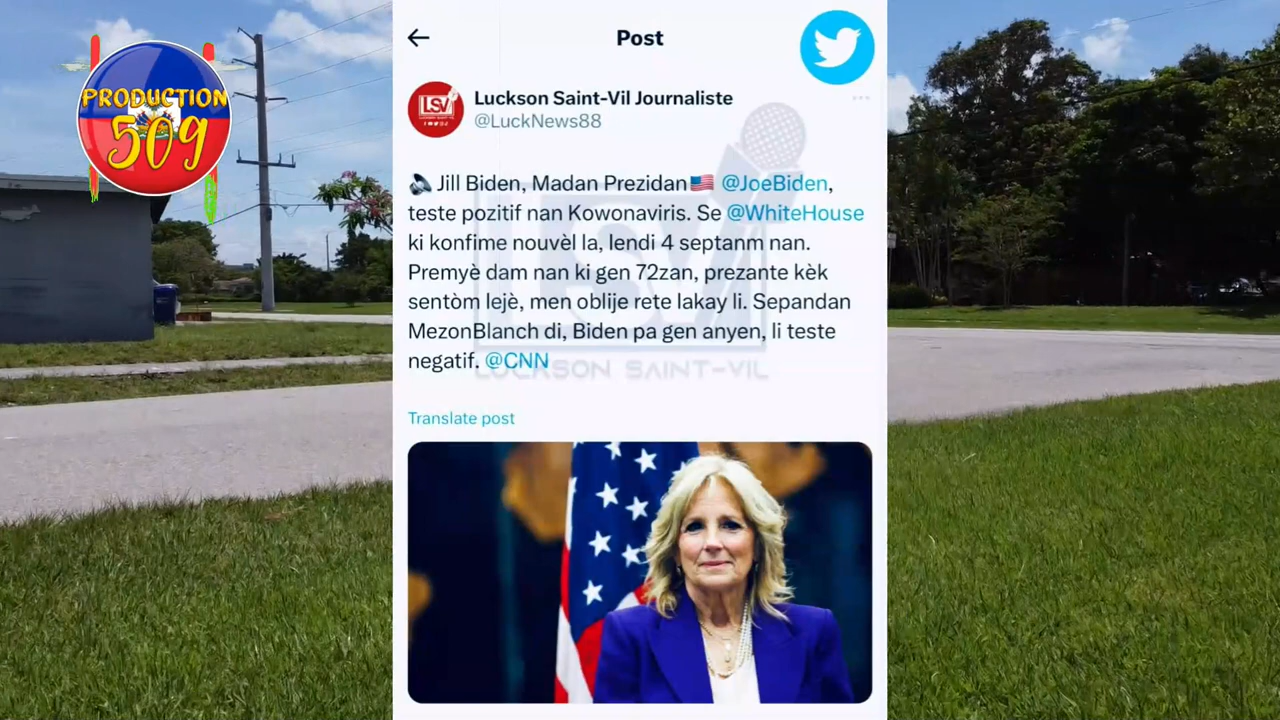 PRODUCTION
509
Post
LSV
Luckson Saint-Vil Journaliste
@LuckNews88
🔊 Jill Biden, Madan Prezidan🇺🇸 @JoeBiden,
teste pozitif nan Kowonaviris. Se @WhiteHouse
ki konfime nouvèl la, lendi 4 septanm nan.
Premyè dam nan ki gen 72zan, prezante kèk
sentòm lejè, men oblije rete lakay li. Sepandan
MezonBlanch di, Biden pa gen anyen, li teste
negatif. @CNN
LSV
LUCKSON SAINT-VIL
Translate post